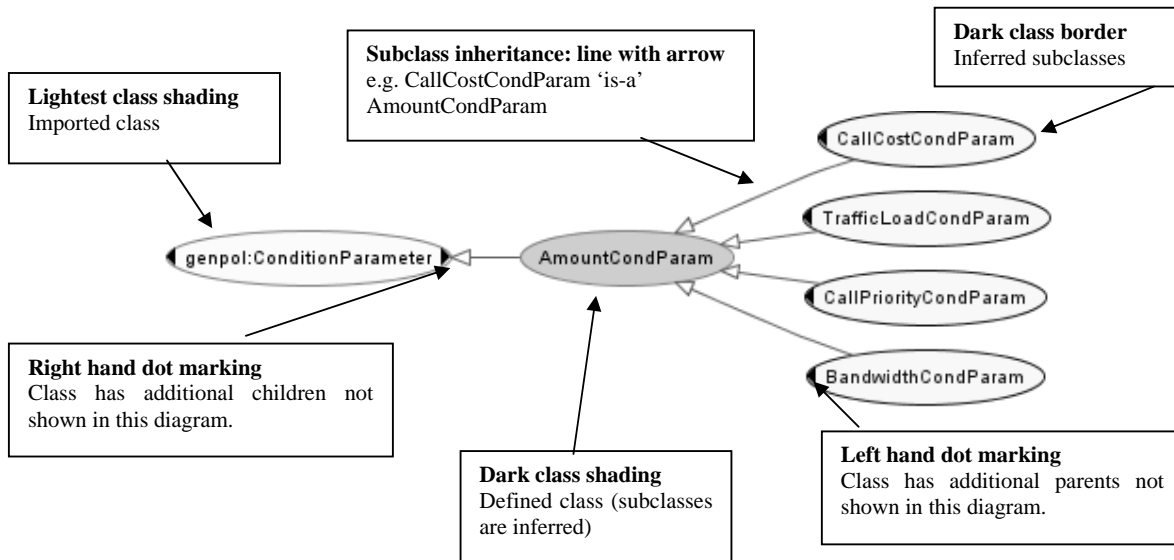 Dark class border
Inferred subclasses
Subclass inheritance: line with arrow
e.g. CallCostCondParam ‘is-a’
AmountCondParam
Lightest class shading
Imported class
CallCostCondParam
TrafficLoadCondParam
genpol:ConditionParameter
AmountCondParam
CallPriorityCondParam
BandwidthCondParam
Right hand dot marking
Class has additional children not
shown in this diagram.
Dark class shading
Defined class (subclasses
are inferred)
Left hand dot marking
Class has additional parents not
shown in this diagram.